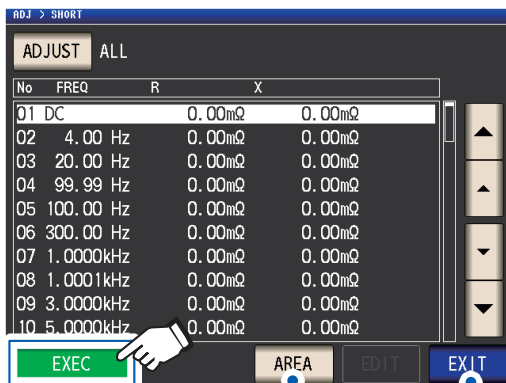 ADJ > SHORT
ADJUST ALL
No FREQ R X
01 DC 0.00mΩ 0.00mΩ
02 4.00 Hz 0.00mΩ 0.00mΩ
03 20.00 Hz 0.00mΩ 0.00mΩ
04 99.99 Hz 0.00mΩ 0.00mΩ
05 100.00 Hz 0.00mΩ 0.00mΩ
06 300.00 Hz 0.00mΩ 0.00mΩ
07 1.0000kHz 0.00mΩ 0.00mΩ
08 1.0001kHz 0.00mΩ 0.00mΩ
09 3.0000kHz 0.00mΩ 0.00mΩ
10 5.0000kHz 0.00mΩ 0.00mΩ
EXEC AREA EDIT EXIT